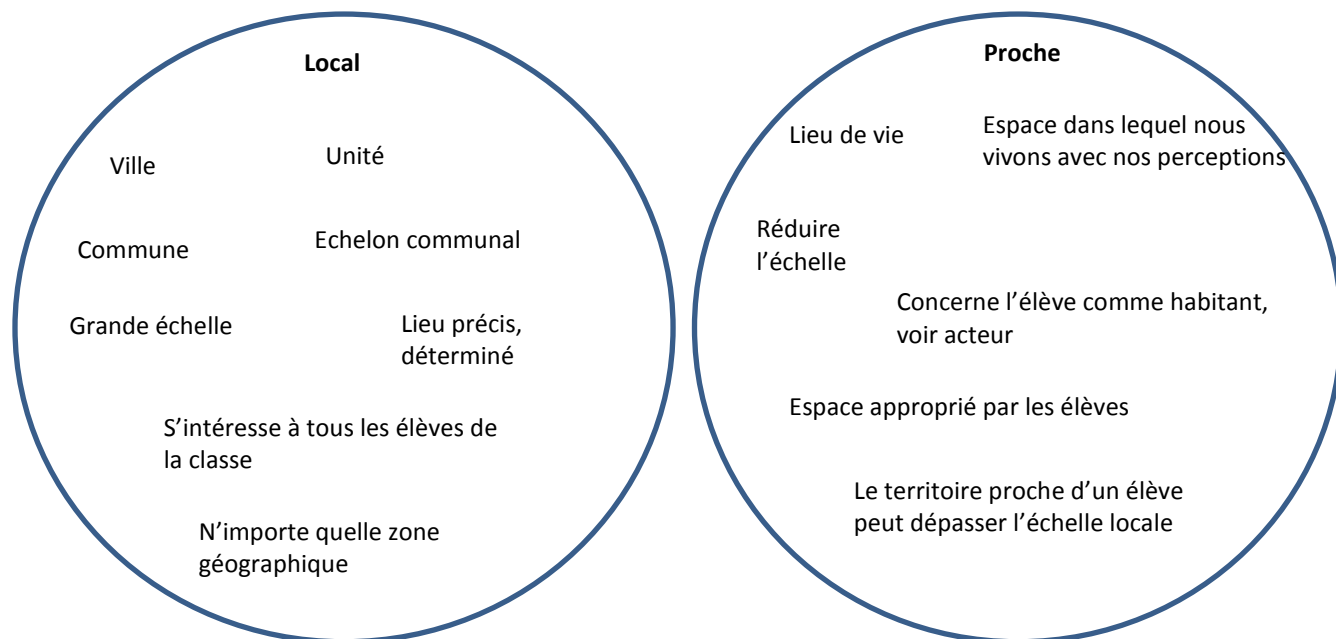 Local
Ville
Unité
Commune
Echelon communal
Grande échelle
Lieu précis,
déterminé
S'intéresse à tous les élèves de
la classe
N'importe quelle zone
géographique
Proche
Lieu de vie
Espace dans lequel nous
vivons avec nos perceptions
Réduire
l'échelle
Concerne l'élève comme habitant,
voir acteur
Espace approprié par les élèves
Le territoire proche d'un élève
peut dépasser l'échelle locale